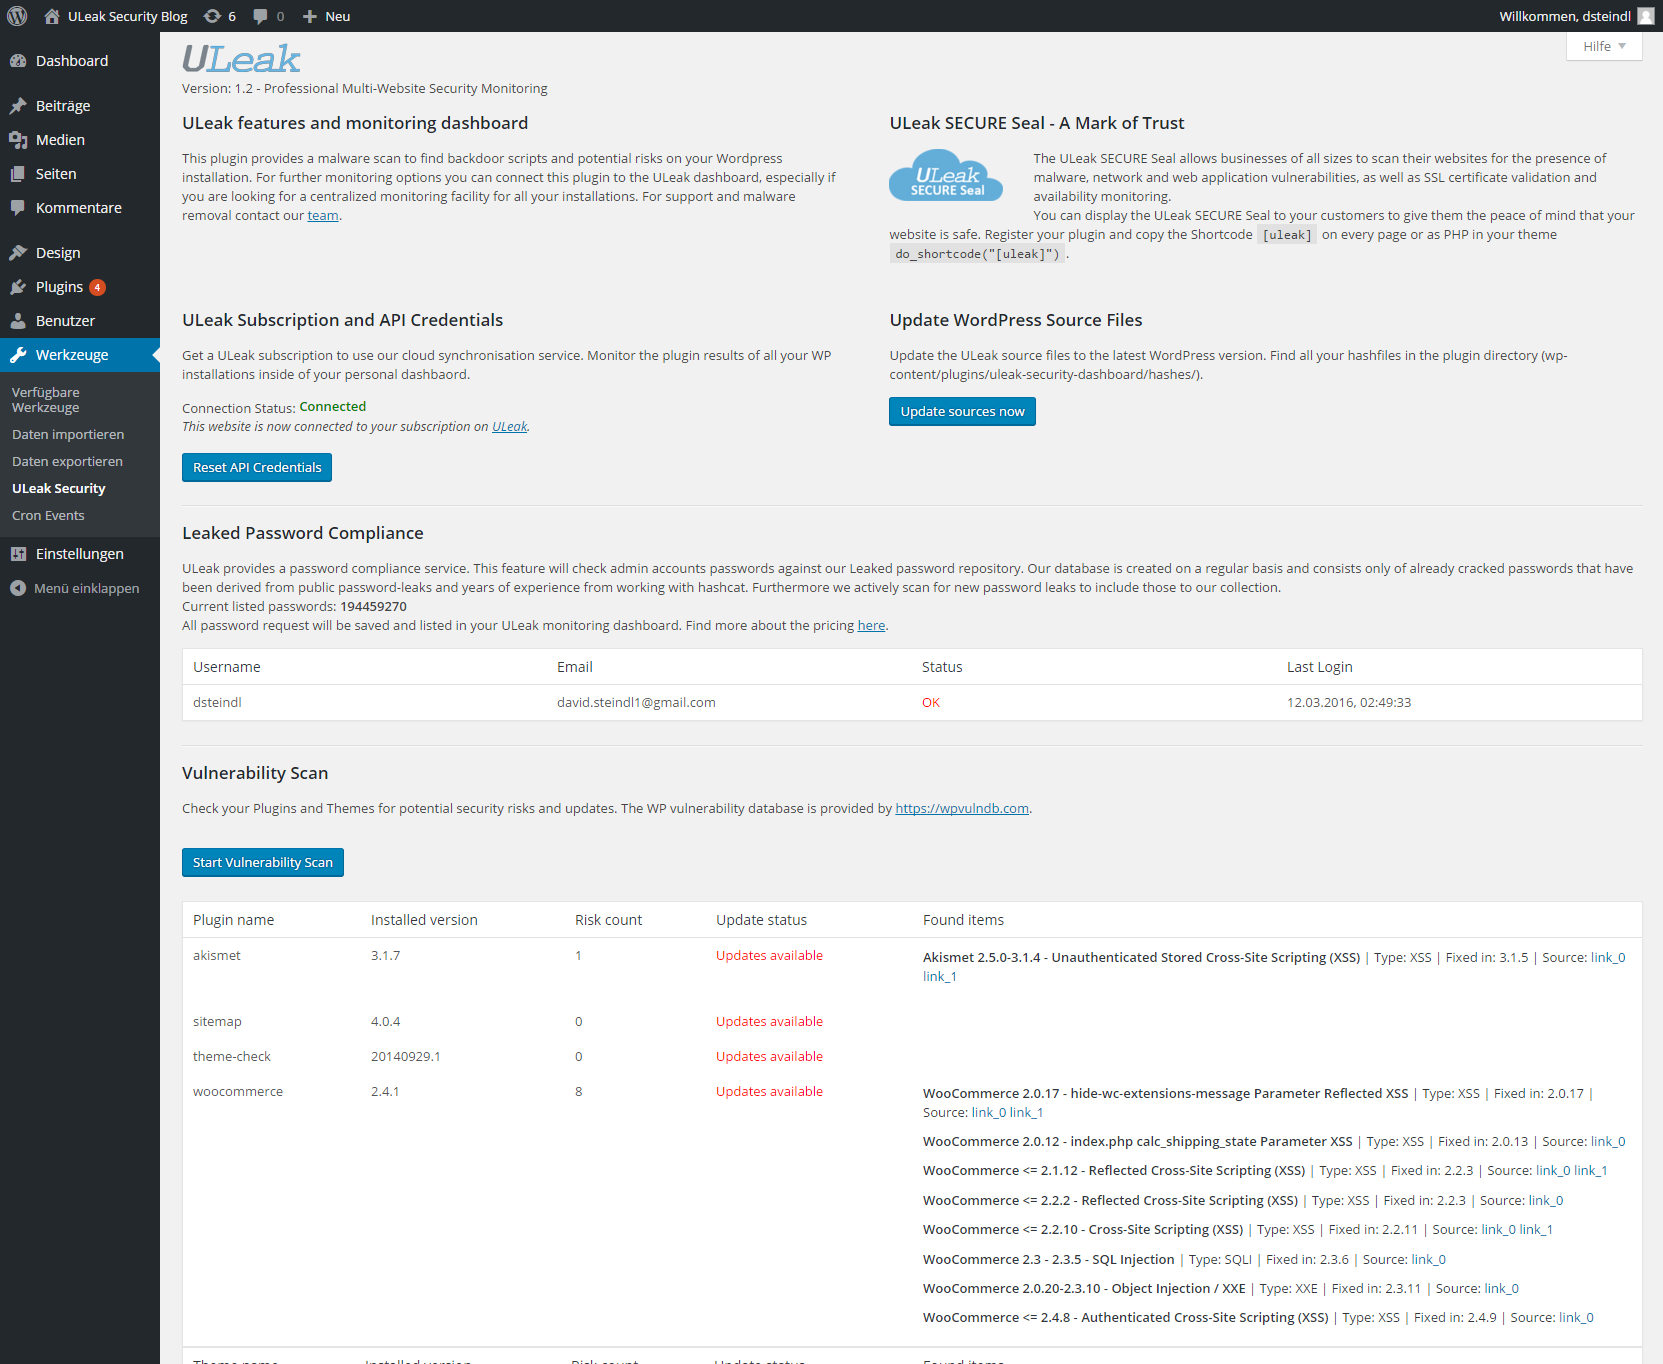 ULeak Security Blog 6 0 Neu Willkommen, dsteindl
Dashboard
Beiträge
Medien
Seiten
Kommentare
Design
Plugins 4
Benutzer
Werkzeuge
Verfügbare
Werkzeuge
Daten importieren
Daten exportieren
ULeak Security
Cron Events
Einstellungen
Menü einklappen
Hilfe
ULeak
Version: 1.2 - Professional Multi-Website Security Monitoring
ULeak features and monitoring dashboard
This plugin provides a malware scan to find backdoor scripts and potential risks on your Wordpress
installation. For further monitoring options you can connect this plugin to the ULeak dashboard, especially if
you are looking for a centralized monitoring facility for all your installations. For support and malware
removal contact our team.
ULeak SECURE Seal - A Mark of Trust
ULeak
SECURE Seal
The ULeak SECURE Seal allows businesses of all sizes to scan their websites for the presence of
malware, network and web application vulnerabilities, as well as SSL certificate validation and
availability monitoring.
You can display the ULeak SECURE Seal to your customers to give them the peace of mind that your
website is safe. Register your plugin and copy the Shortcode [uleak] on every page or as PHP in your theme
do_shortcode("[uleak]") .
ULeak Subscription and API Credentials
Get a ULeak subscription to use our cloud synchronisation service. Monitor the plugin results of all your WP
installations inside of your personal dashbaord.
Connection Status: Connected
This website is now connected to your subscription on ULeak.
Reset API Credentials
Update WordPress Source Files
Update the ULeak source files to the latest WordPress version. Find all your hashfiles in the plugin directory (wp-
content/plugins/uleak-security-dashboard/hashes/).
Update sources now
Leaked Password Compliance
ULeak provides a password compliance service. This feature will check admin accounts passwords against our Leaked password repository. Our database is created on a regular basis and consists only of already cracked passwords that have
been derived from public password-leaks and years of experience from working with hashcat. Furthermore we actively scan for new password leaks to include those to our collection.
Current listed passwords: 194459270
All password request will be saved and listed in your ULeak monitoring dashboard. Find more about the pricing here.
Username Email Status Last Login
dsteindl david.steindl1@gmail.com OK 12.03.2016, 02:49:33
Vulnerability Scan
Check your Plugins and Themes for potential security risks and updates. The WP vulnerability database is provided by https://wpvulndb.com.
Start Vulnerability Scan
Plugin name Installed version Risk count Update status Found items
akismet 3.1.7 1 Updates available Akismet 2.5.0-3.1.4 - Unauthenticated Stored Cross-Site Scripting (XSS) | Type: XSS | Fixed in: 3.1.5 | Source: link_0
link_1
sitemap 4.0.4 0 Updates available
theme-check 20140929.1 0 Updates available
woocommerce 2.4.1 8 Updates available WooCommerce 2.0.17 - hide-wc-extensions-message Parameter Reflected XSS | Type: XSS | Fixed in: 2.0.17 |
Source: link_0 link_1
WooCommerce 2.0.12 - index.php calc_shipping_state Parameter XSS | Type: XSS | Fixed in: 2.0.13 | Source: link_0
WooCommerce <= 2.1.12 - Reflected Cross-Site Scripting (XSS) | Type: XSS | Fixed in: 2.2.3 | Source: link_0 link_1
WooCommerce <= 2.2.2 - Reflected Cross-Site Scripting (XSS) | Type: XSS | Fixed in: 2.2.3 | Source: link_0
WooCommerce <= 2.2.10 - Cross-Site Scripting (XSS) | Type: XSS | Fixed in: 2.2.11 | Source: link_0 link_1
WooCommerce 2.3 - 2.3.5 - SQL Injection | Type: SQLI | Fixed in: 2.3.6 | Source: link_0
WooCommerce 2.0.20-2.3.10 - Object Injection / XXE | Type: XXE | Fixed in: 2.3.11 | Source: link_0
WooCommerce <= 2.4.8 - Authenticated Cross-Site Scripting (XSS) | Type: XSS | Fixed in: 2.4.9 | Source: link_0
Theme name Installed version Risk count Update status Found items